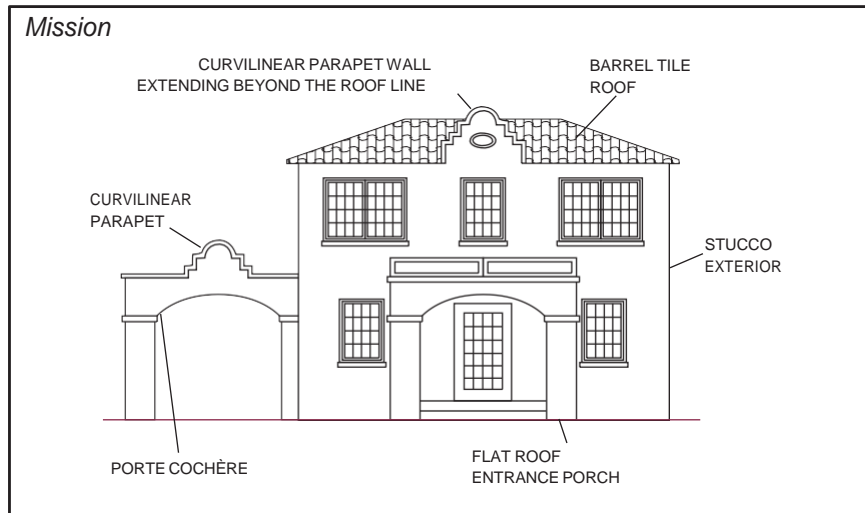 Mission
CURVILINEAR PARAPET WALL
EXTENDING BEYOND THE ROOF LINE
BARREL TILE
ROOF
CURVILINEAR
PARAPET
STUCCO
EXTERIOR
PORTE COCHÈRE
FLAT ROOF
ENTRANCE PORCH